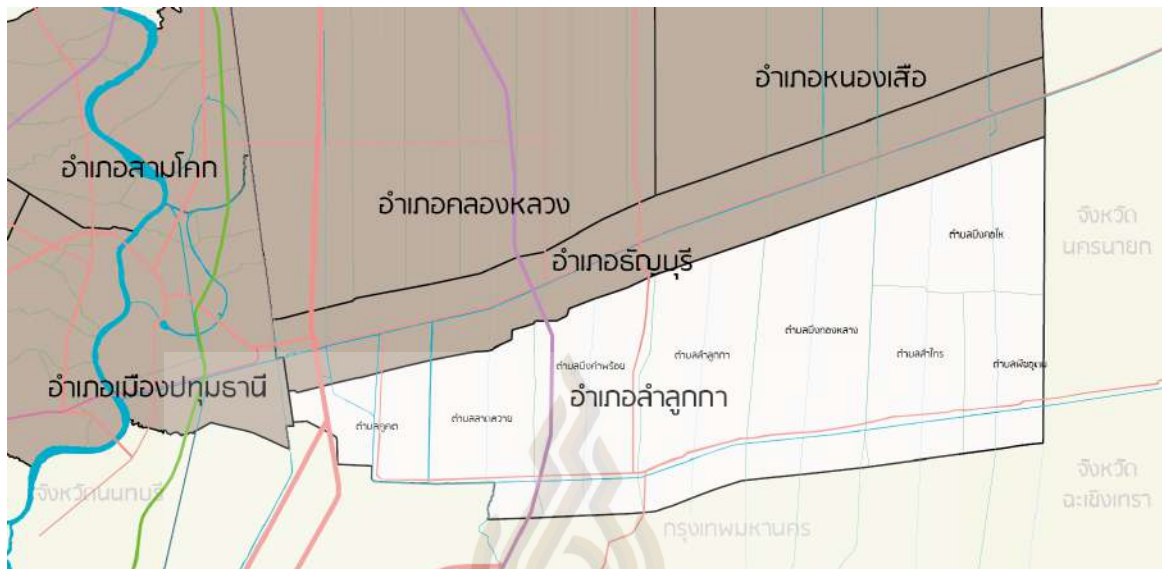 อำเภอหนองเสือ
อำเภอสามโคก
อำเภอคลองหลวง
จังหวัด
นครนายก
ตำบลบึงคอไห
อำเภอธัญบุรี
ตำบลบึงทองหลาง
ตำบลลำไทร
ตำบลลำลูกกา
ตำบลบึงคำพร้อย
ตำบลพืชอุดม
อำเภอเมืองปทุมธานี
อำเภอลำลูกกา
ตำบลลาดสวาย
ตำบลคูคต
จังหวัดนนทบุรี
จังหวัด
ฉะเชิงเทรา
กรุงเทพมหานคร